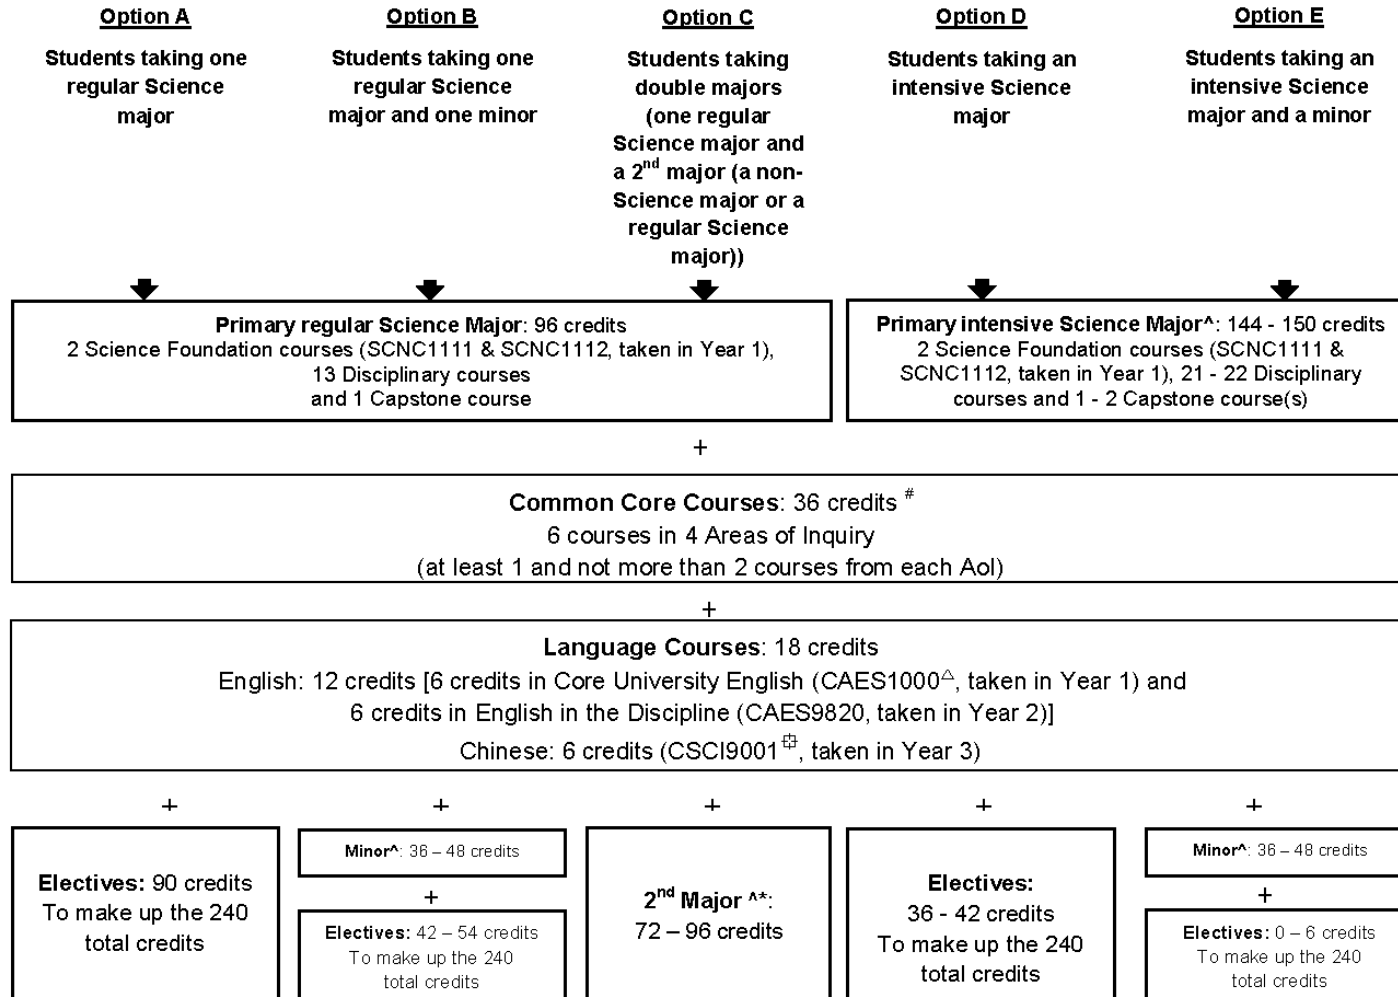 Option A
Students taking one
regular Science
major
Option B
Students taking one
regular Science
major and one minor
Option C
Students taking
double majors
(one regular
Science major and
a 2nd major (a non-
Science major or a
regular Science
major))
Option D
Students taking an
intensive Science
major
Option E
Students taking an
intensive Science
major and a minor
Primary regular Science Major: 96 credits
2 Science Foundation courses (SCNC1111 & SCNC1112, taken in Year 1),
13 Disciplinary courses
and 1 Capstone course
Primary intensive Science Major^: 144 - 150 credits
2 Science Foundation courses (SCNC1111 &
SCNC1112, taken in Year 1), 21 - 22 Disciplinary
courses and 1 - 2 Capstone course(s)
+
Common Core Courses: 36 credits #
6 courses in 4 Areas of Inquiry
(at least 1 and not more than 2 courses from each AoI)
+
Language Courses: 18 credits
English: 12 credits [6 credits in Core University English (CAES1000△, taken in Year 1) and
6 credits in English in the Discipline (CAES9820, taken in Year 2)]
Chinese: 6 credits (CSCI9001⌖, taken in Year 3)
+ + + + +
Electives: 90 credits
To make up the 240
total credits
Minor^: 36 – 48 credits
+
Electives: 42 – 54 credits
To make up the 240
total credits
2nd Major ^*:
72 – 96 credits
Electives:
36 - 42 credits
To make up the 240
total credits
Minor^: 36 – 48 credits
+
Electives: 0 – 6 credits
To make up the 240
total credits